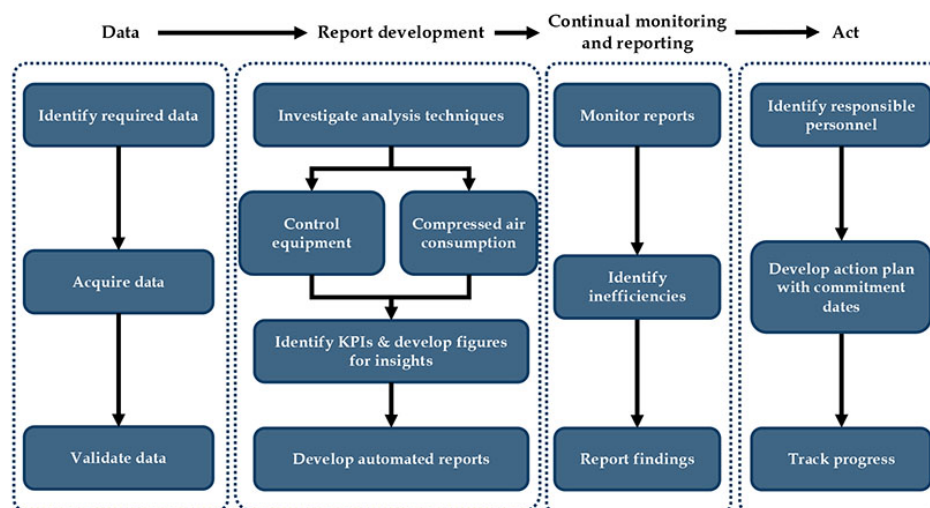 Data
Report development
Continual monitoring
and reporting
Act
Identify required data
Acquire data
Validate data
Investigate analysis techniques
Control
equipment
Compressed air
consumption
Identify KPIs & develop figures
for insights
Develop automated reports
Monitor reports
Identify
inefficiencies
Report findings
Identify responsible
personnel
Develop action plan
with commitment
dates
Track progress